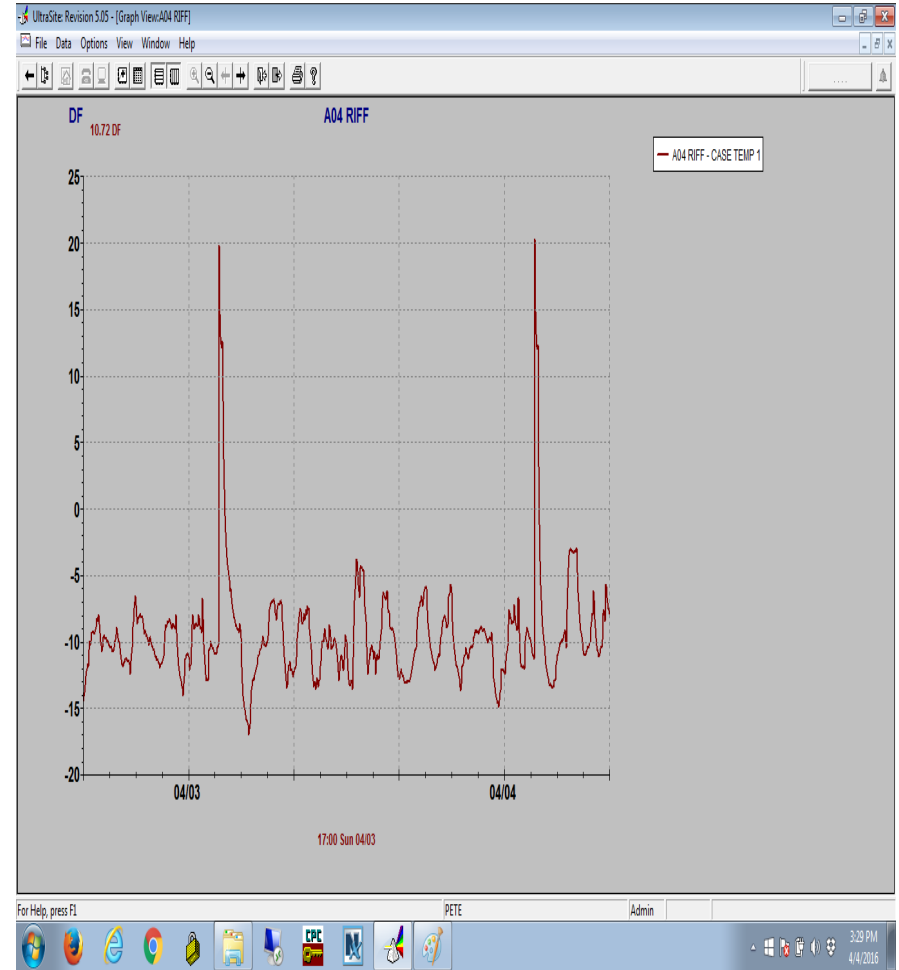 UltraSite: Revision 5.05 - [Graph View:A04 RIFF]
File Data Options View Window Help
....
DF
10.72 DF
A04 RIFF
A04 RIFF - CASE TEMP 1
25
20
15
10
5
0
-5
-10
-15
-20
04/03
04/04
17:00 Sun 04/03
For Help, press F1
PETE
Admin
CPC
3:29 PM
4/4/2016